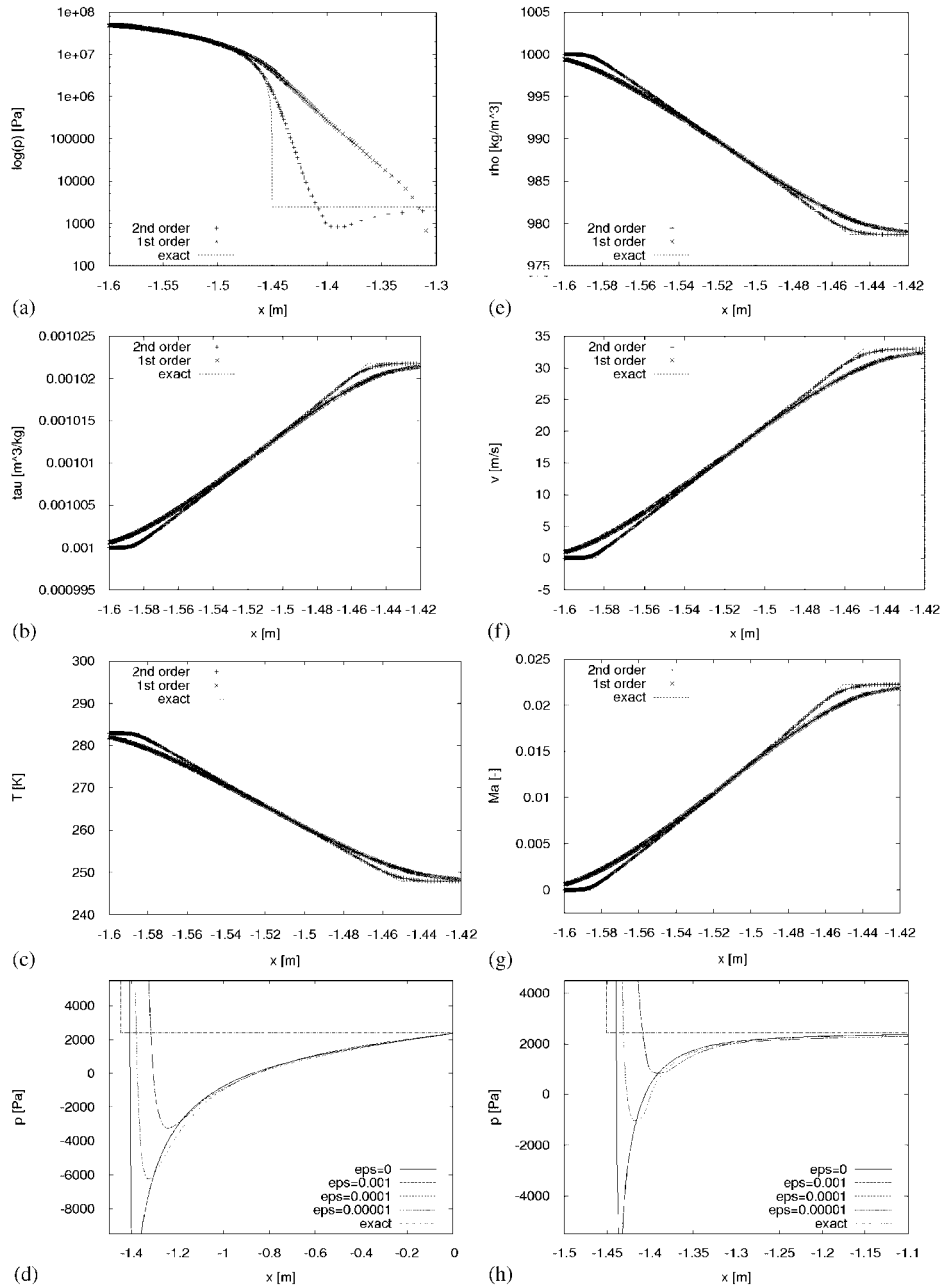 1e+08
1e+07
1e+06
100000
10000
1000
100
log(p) [Pa]
2nd order
1st order
exact
-1.6 -1.55 -1.5 -1.45 -1.4 -1.35 -1.3
x [m]
(a)
1005
1000
995
990
985
980
975
rho [kg/m^3]
2nd order
1st order
exact
-1.6 -1.58 -1.56 -1.54 -1.52 -1.5 -1.48 -1.46 -1.44 -1.42
x [m]
(e)
0.001025
0.00102
0.001015
0.00101
0.001005
0.001
0.000995
tau [m^3/kg]
2nd order
1st order
exact
-1.6 -1.58 -1.56 -1.54 -1.52 -1.5 -1.48 -1.46 -1.44 -1.42
x [m]
(b)
35
30
25
20
15
10
5
0
-5
v [m/s]
2nd order
1st order
exact
-1.6 -1.58 -1.56 -1.54 -1.52 -1.5 -1.48 -1.46 -1.44 -1.42
x [m]
(f)
300
290
280
270
260
250
240
T [K]
2nd order
1st order
exact
-1.6 -1.58 -1.56 -1.54 -1.52 -1.5 -1.48 -1.46 -1.44 -1.42
x [m]
(c)
0.025
0.02
0.015
0.01
0.005
0
Ma [-]
2nd order
1st order
exact
-1.6 -1.58 -1.56 -1.54 -1.52 -1.5 -1.48 -1.46 -1.44 -1.42
x [m]
(g)
4000
2000
0
-2000
-4000
-6000
-8000
p [Pa]
eps=0
eps=0.001
eps=0.0001
eps=0.00001
exact
-1.4 -1.2 -1 -0.8 -0.6 -0.4 -0.2 0
x [m]
(d)
4000
2000
0
-2000
-4000
p [Pa]
eps=0
eps=0.001
eps=0.0001
eps=0.00001
exact
-1.5 -1.45 -1.4 -1.35 -1.3 -1.25 -1.2 -1.15 -1.1
x [m]
(h)